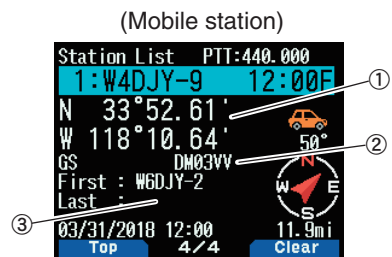 (Mobile station)
Station List PTT:440.000
1:W4DJY-9 12:00F
N 33°52.61' ①
W 118°10.64' 50°
GS DM03VV ②
N
First : W6DJY-2
W E
③ Last :
S
03/31/2018 12:00 11.9mi
Top 4/4 Clear